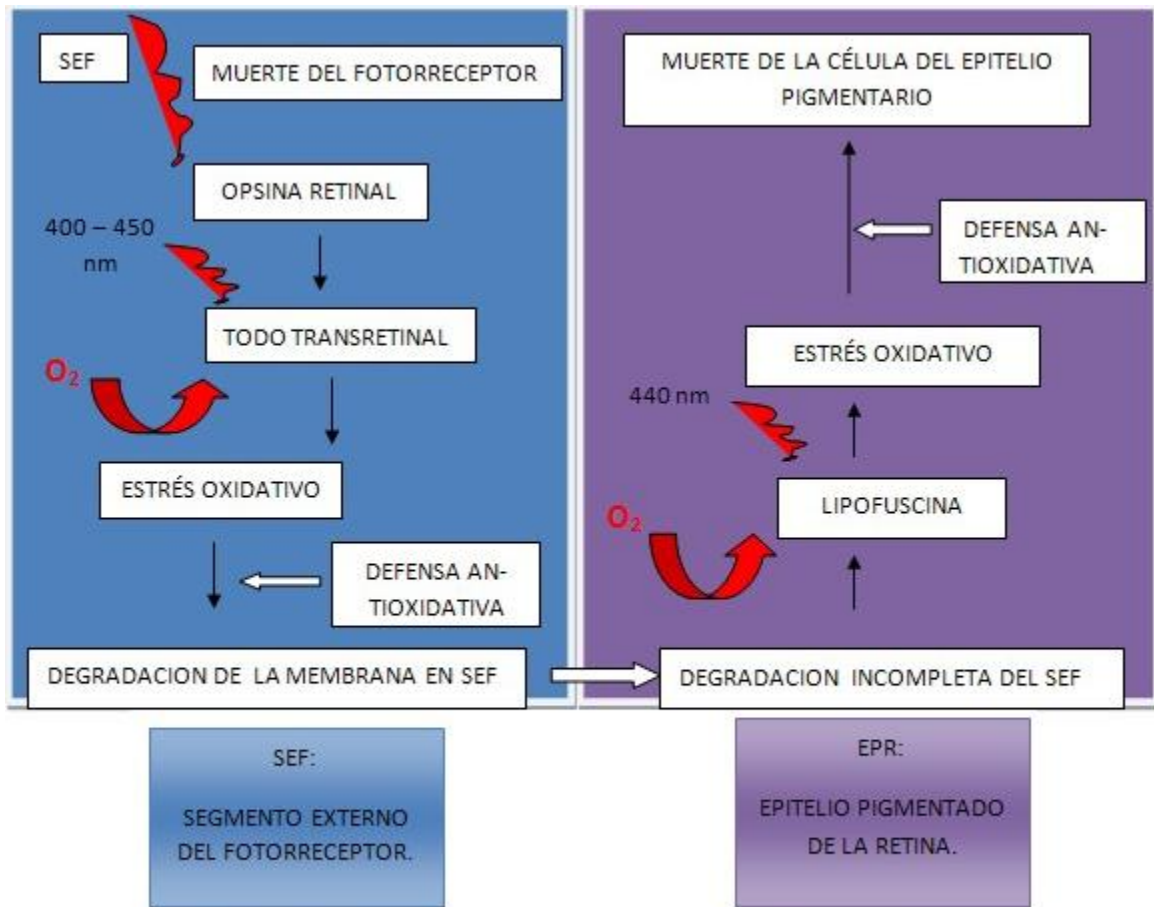 SEF
MUERTE DEL FOTORRECEPTOR
OPSINA RETINAL
400 – 450
nm
TODO TRANSRETINAL
O₂
ESTRÉS OXIDATIVO
DEFENSA AN-
TIOXIDATIVA
DEGRADACION DE LA MEMBRANA EN SEF
MUERTE DE LA CÉLULA DEL EPITELIO
PIGMENTARIO
DEFENSA AN-
TIOXIDATIVA
ESTRÉS OXIDATIVO
440 nm
LIPOFUSCINA
O₂
DEGRADACION INCOMPLETA DEL SEF
SEF:
SEGMENTO EXTERNO
DEL FOTORRECEPTOR.
EPR:
EPITELIO PIGMENTADO
DE LA RETINA.